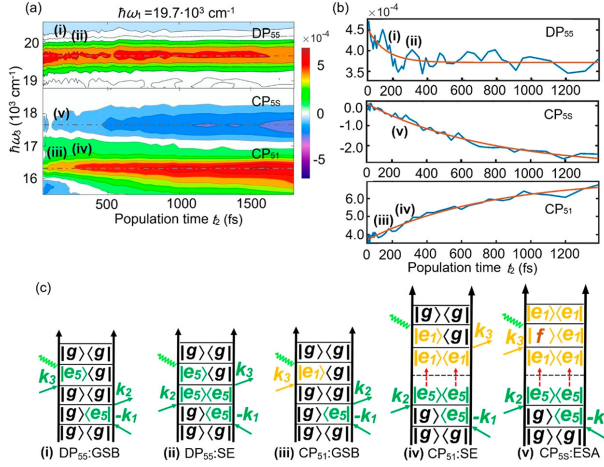 (a)
ħω₁ =19.7·10³ cm⁻¹
×10⁻⁴
(i) (ii) DP₅₅
20
19
(v) CP₅S
18
17
(iii) (iv) CP₅₁
16
ħω₃ (10³ cm⁻¹)
5
0
-5
0 500 1000 1500
Population time t₂ (fs)
(b)
×10⁻⁴
4.5
4.0
3.5
(i) (ii) DP₅₅
0 200 400 600 800 1000 1200
0.0
-1.0
-2.0
(v) CP₅S
0 200 400 600 800 1000 1200
6.0
5.0
4.0
(iii) (iv) CP₅₁
0 200 400 600 800 1000 1200
Population time t₂ (fs)
(c)
|g⟩⟨g|
|e₅⟩⟨g|
|g⟩⟨g|
|g⟩⟨e₅|
|g⟩⟨g|
k₃
k₂
-k₁
(i) DP₅₅:GSB
|g⟩⟨g|
|e₅⟩⟨g|
|e₅⟩⟨e₅|
|g⟩⟨e₅|
|g⟩⟨g|
k₃
k₂
-k₁
(ii) DP₅₅:SE
|g⟩⟨g|
|e₁⟩⟨g|
|g⟩⟨g|
|g⟩⟨e₅|
|g⟩⟨g|
k₃
k₂
-k₁
(iii) CP₅₁:GSB
|g⟩⟨g|
|e₁⟩⟨g|
|e₁⟩⟨e₁|
|e₅⟩⟨e₅|
|g⟩⟨e₅|
|g⟩⟨g|
k₃
k₂
-k₁
(iv) CP₅₁:SE
|e₁⟩⟨e₁|
|f⟩⟨e₁|
|e₁⟩⟨e₁|
|e₅⟩⟨e₅|
|g⟩⟨e₅|
|g⟩⟨g|
k₃
k₂
-k₁
(v) CP₅S:ESA